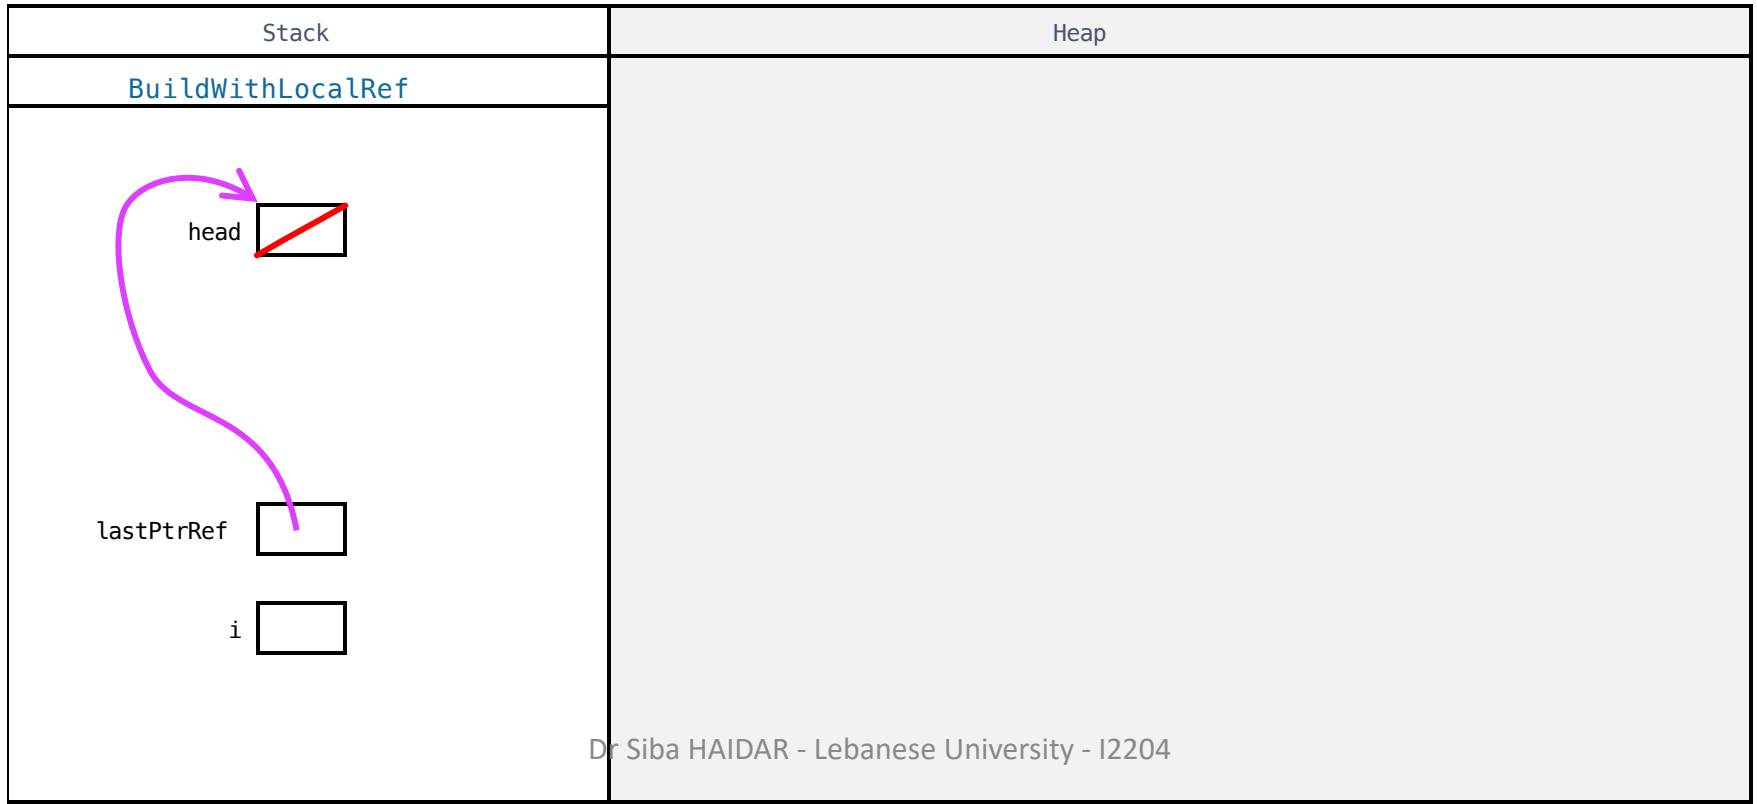 Stack
Heap
BuildWithLocalRef
head
lastPtrRef
i
Dr Siba HAIDAR - Lebanese University - I2204